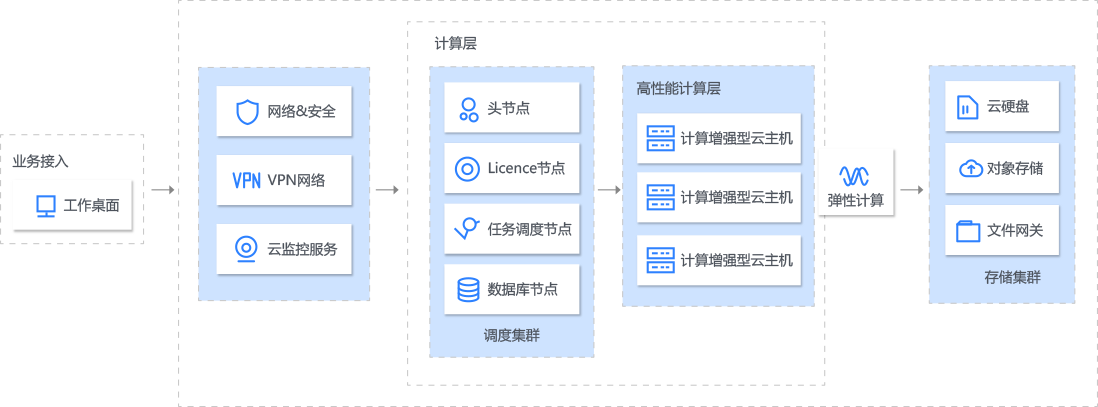 业务接入
工作桌面
网络&安全
VPN
VPN网络
云监控服务
计算层
头节点
Licence节点
任务调度节点
数据库节点
调度集群
高性能计算层
计算增强型云主机
计算增强型云主机
计算增强型云主机
弹性计算
云硬盘
对象存储
文件网关
存储集群